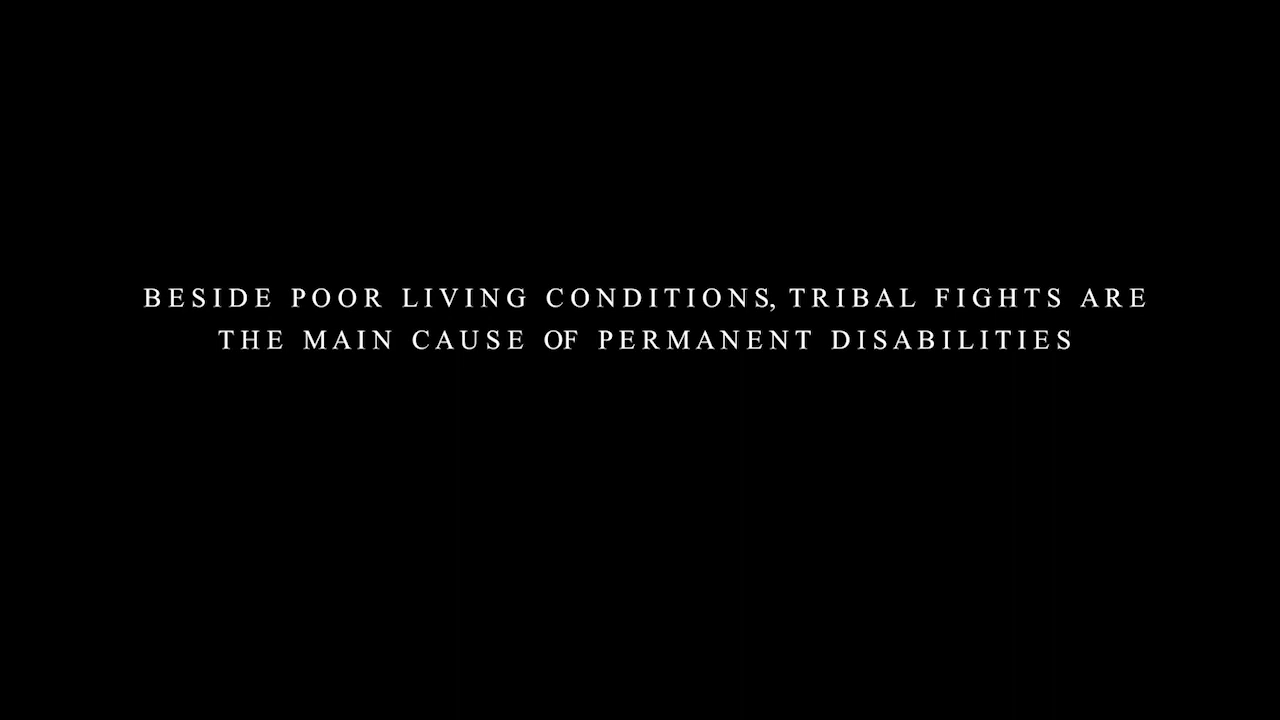 BESIDE POOR LIVING CONDITIONS, TRIBAL FIGHTS ARE
THE MAIN CAUSE OF PERMANENT DISABILITIES